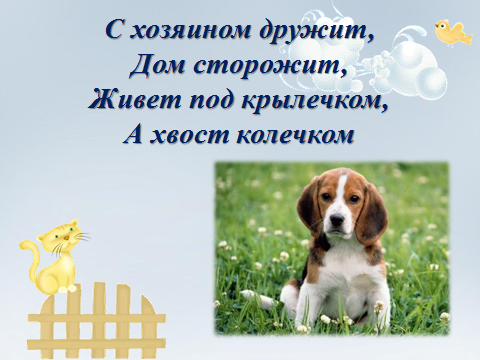 С хозяином дружит,
Дом сторожит,
Живет под крылечком,
А хвост колечком